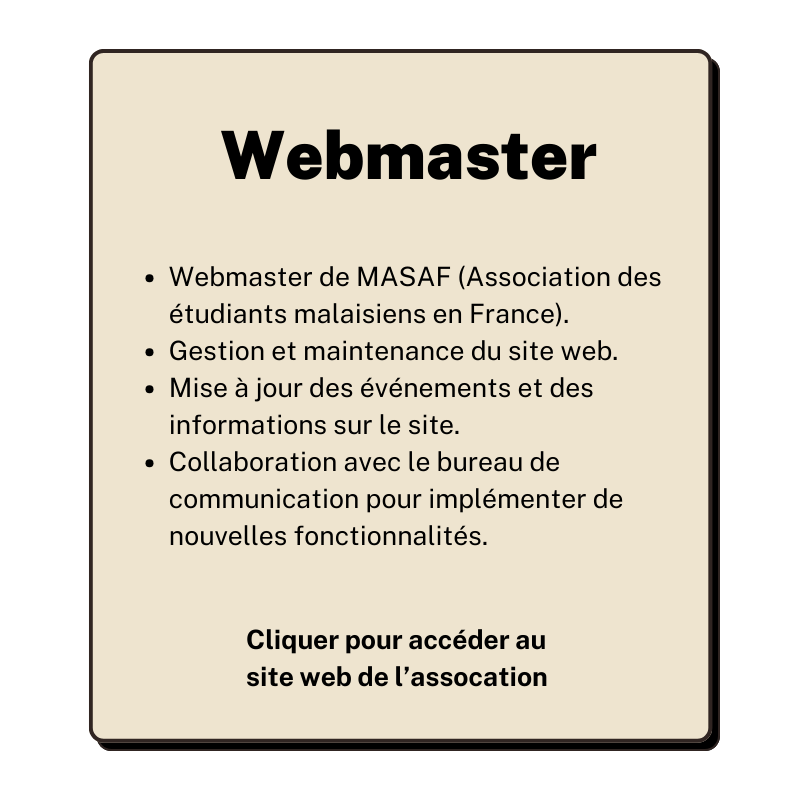 Webmaster
• Webmaster de MASAF (Association des
étudiants malaisiens en France).
• Gestion et maintenance du site web.
• Mise à jour des événements et des
informations sur le site.
• Collaboration avec le bureau de
communication pour implémenter de
nouvelles fonctionnalités.
Cliquer pour accéder au
site web de l’assocation